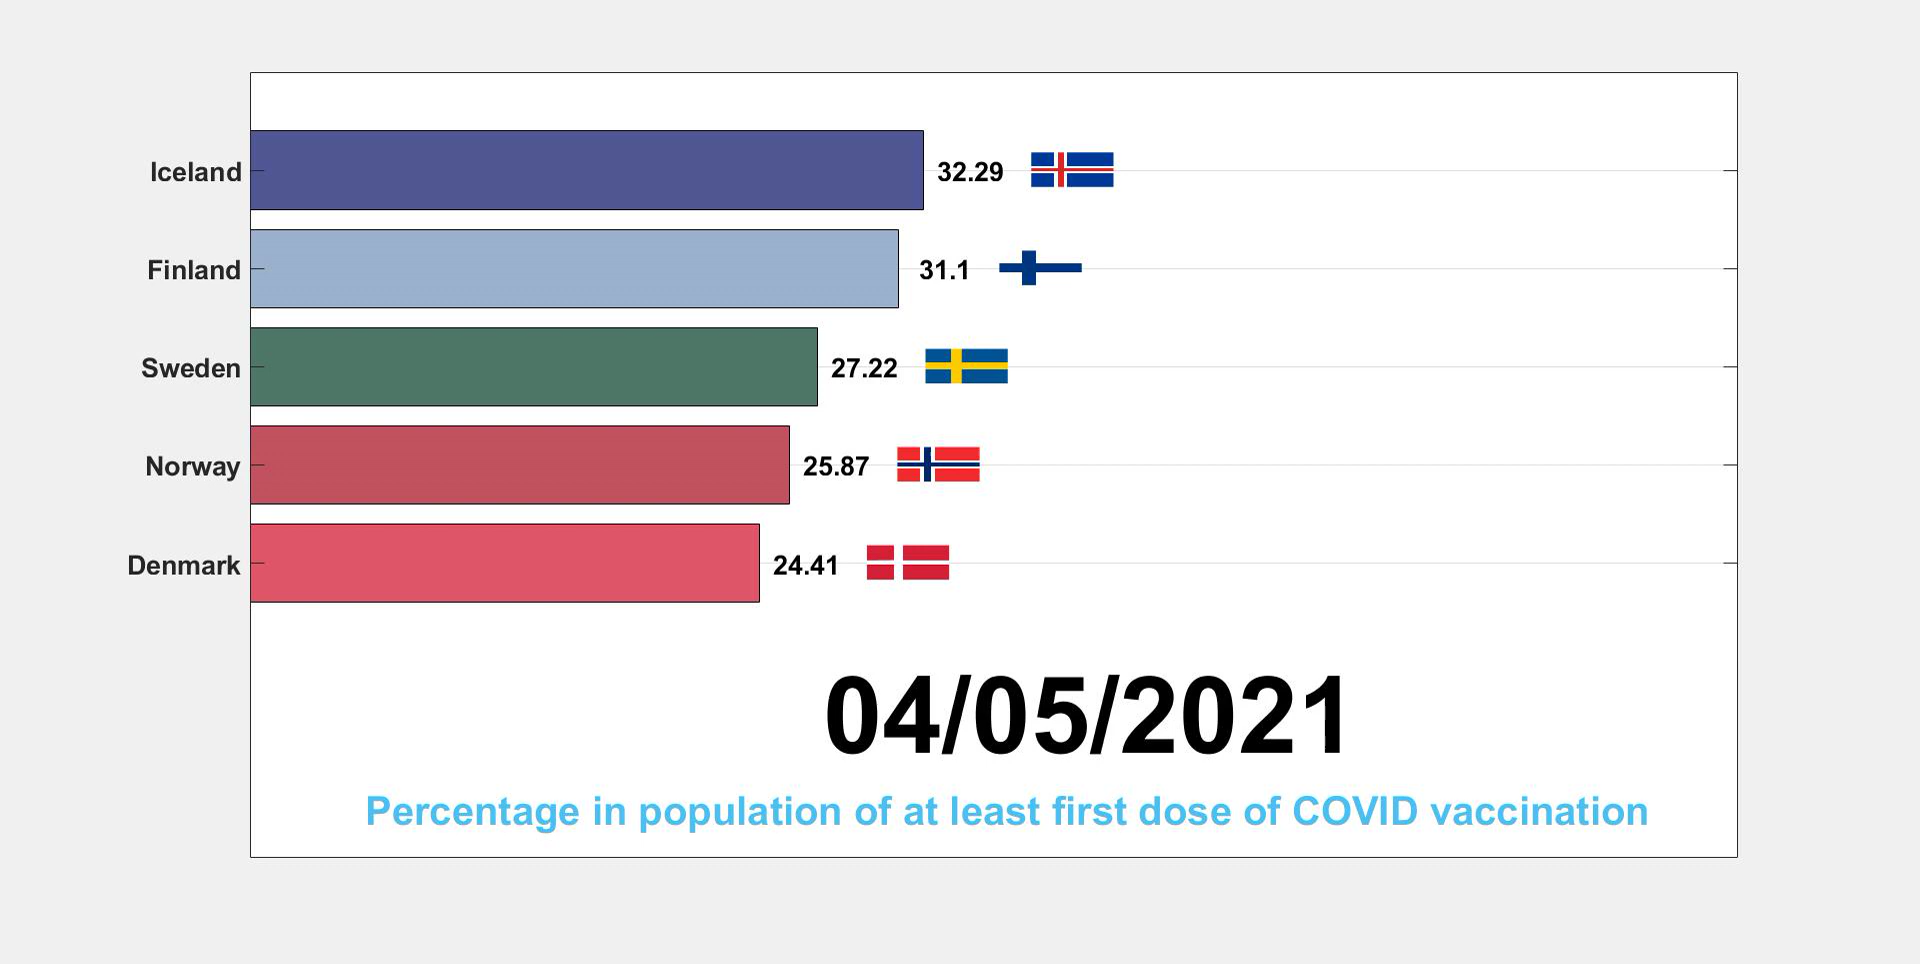 Iceland 32.29
Finland 31.1
Sweden 27.22
Norway 25.87
Denmark 24.41
04/05/2021
Percentage in population of at least first dose of COVID vaccination